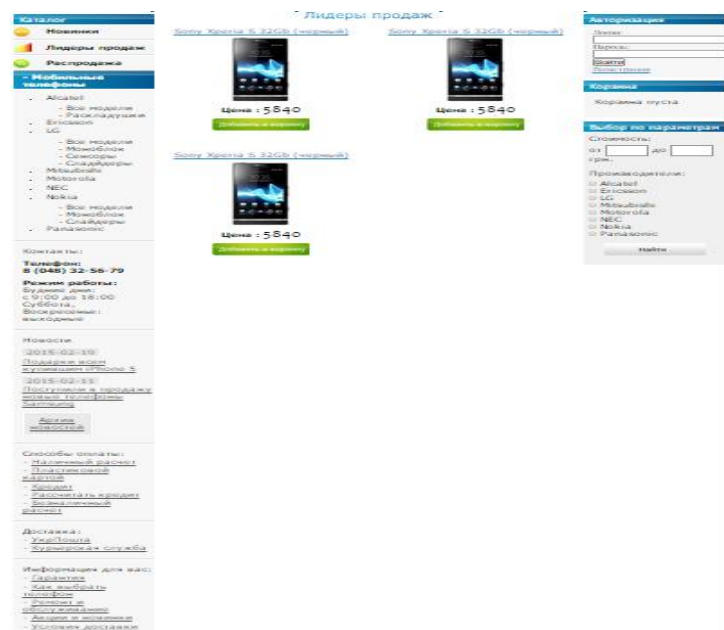 Каталог
Новинки
Лидеры продаж
Распродажа
- Мобильные
телефоны
Alcatel
- Все модели
- Раскладушки
Ericsson
LG
- Все модели
- Моноблок
- Сенсоры
- Слайдеры
Mitsubishi
Motorola
NEC
Nokia
- Все модели
- Моноблок
- Слайдеры
Panasonic
Контакты:
Телефон:
8 (048) 32-56-79
Режим работы:
Будние дни:
с 9:00 до 18:00
Суббота,
Воскресенье:
выходные
Новости
2015-02-19
Подарки всем
купившим iPhone 5
2015-02-11
Поступили в продажу
новые телефоны
Samsung
Архив
новостей
Способы оплаты:
- Наличный расчет
- Пластиковой
картой
- Кредит
- Рассчитать кредит
- Безналичный
расчет
Доставка:
- УкрПошта
- Курьерская служба
Информация для вас:
- Гарантия
- Как выбрать
телефон
- Ремонт и
обслуживание
- Акции и новинки
- Условия доставки
Лидеры продаж
Sony Xperia S 32Gb (черный)
Цена : 5840
Добавить в корзину
Sony Xperia S 32Gb (черный)
Цена : 5840
Добавить в корзину
Sony Xperia S 32Gb (черный)
Цена : 5840
Добавить в корзину
Авторизация
Логин:
Пароль:
Войти
Регистрация
Корзина
Корзина пуста
Выбор по параметрам
Стоимость:
от до
грн.
Производители:
Alcatel
Ericsson
LG
Mitsubishi
Motorola
NEC
Nokia
Panasonic
Найти